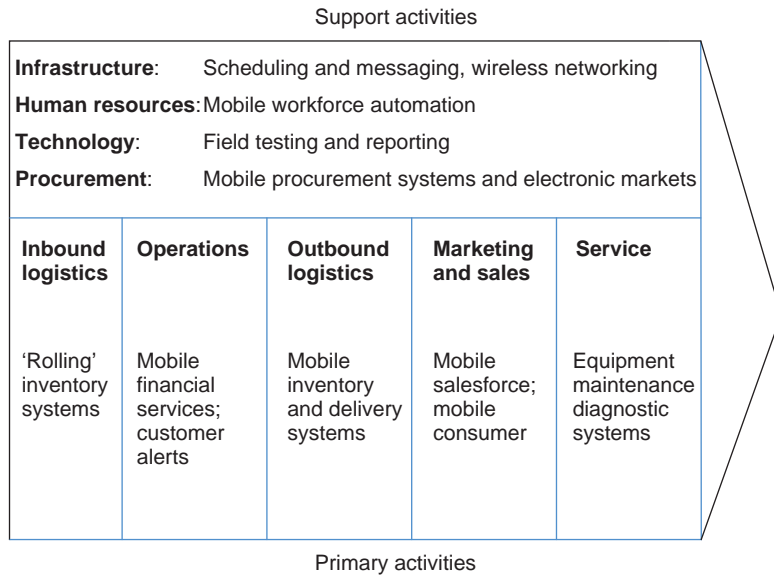 Support activities
Infrastructure: Scheduling and messaging, wireless networking
Human resources: Mobile workforce automation
Technology: Field testing and reporting
Procurement: Mobile procurement systems and electronic markets
Inbound
logistics
‘Rolling’
inventory
systems
Operations
Mobile
financial
services;
customer
alerts
Outbound
logistics
Mobile
inventory
and delivery
systems
Marketing
and sales
Mobile
salesforce;
mobile
consumer
Service
Equipment
maintenance
diagnostic
systems
Primary activities